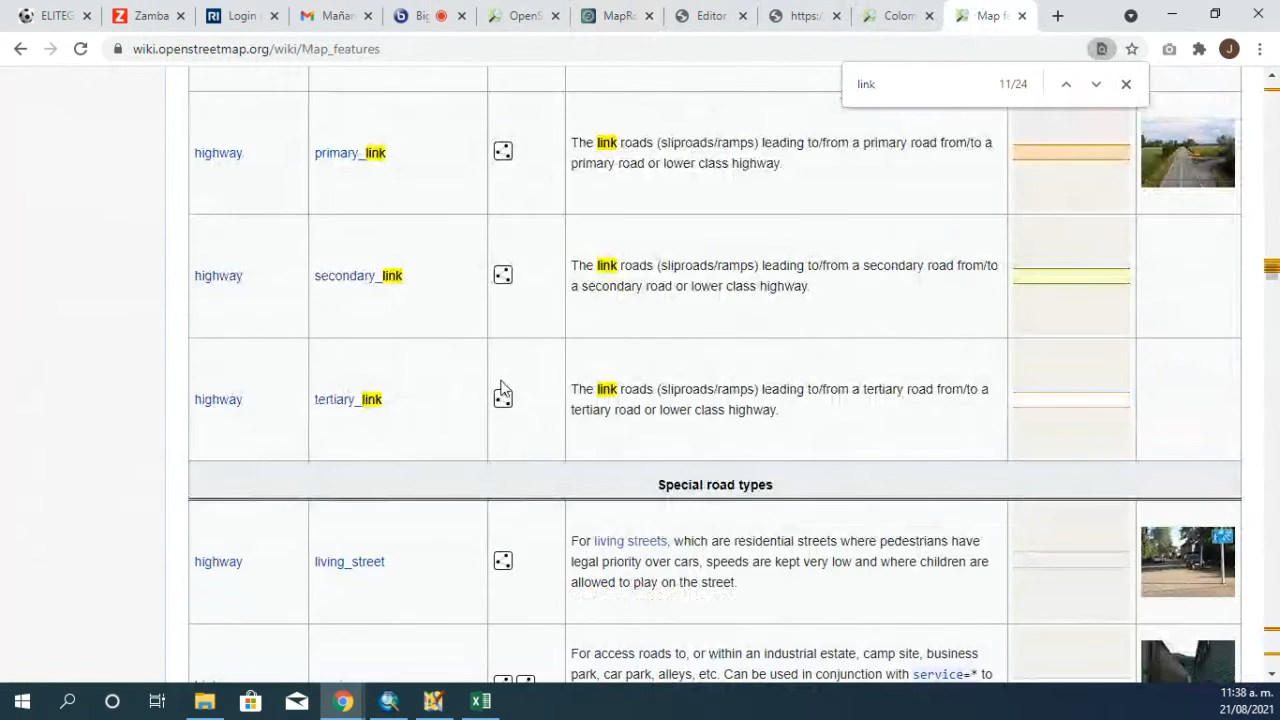 ELITEG
Zamba
Login
Mañan
Big
OpenS
MapRo
Editor
https:/
Colom
Map fe
wiki.openstreetmap.org/wiki/Map_features
J
link 11/24
highway primary_link The link roads (sliproads/ramps) leading to/from a primary road from/to a
primary road or lower class highway.
highway secondary_link The link roads (sliproads/ramps) leading to/from a secondary road from/to
a secondary road or lower class highway.
highway tertiary_link The link roads (sliproads/ramps) leading to/from a tertiary road from/to a
tertiary road or lower class highway.
Special road types
For living streets, which are residential streets where pedestrians have
highway living_street legal priority over cars, speeds are kept very low and where children are
allowed to play on the street.
For access roads to, or within an industrial estate, camp site, business
park, car park, alleys, etc. Can be used in conjunction with service=* to
11:38 a. m.
21/08/2021